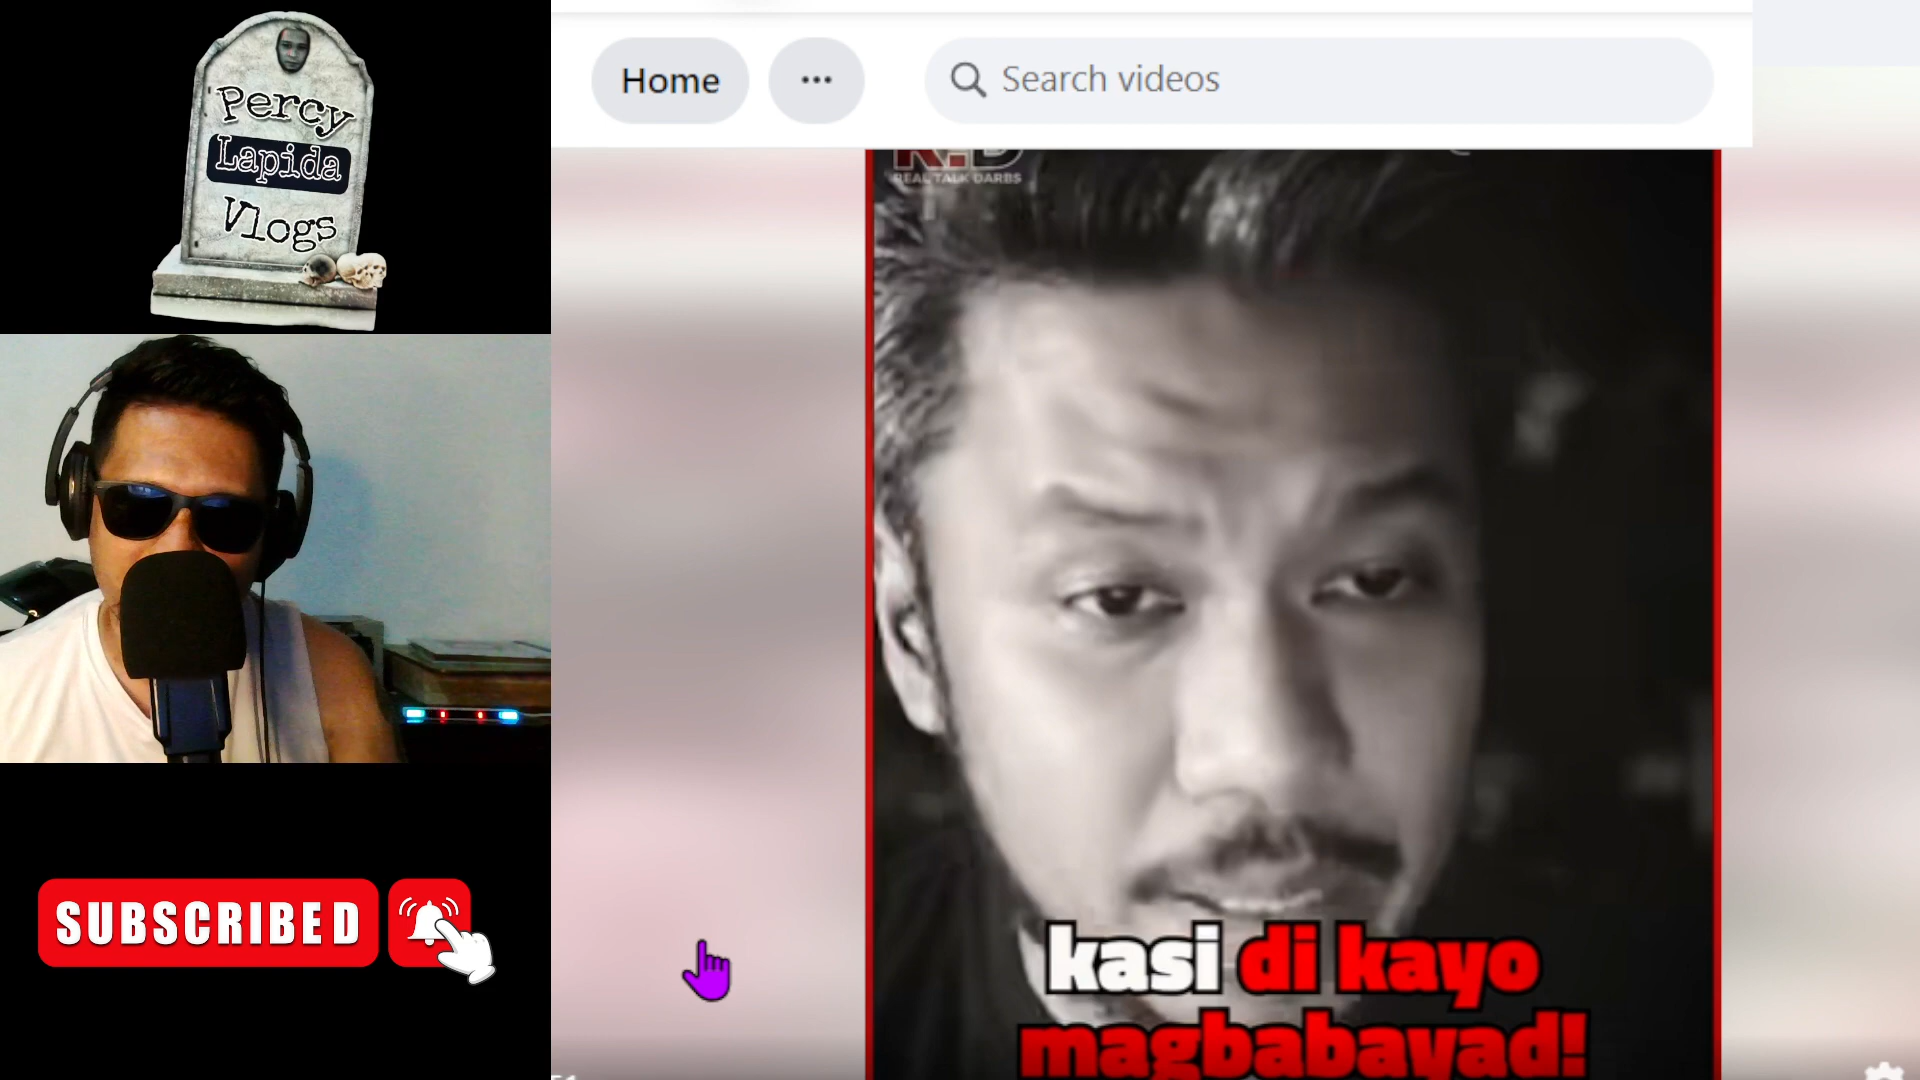 Percy
Lapida
Vlogs
SUBSCRIBED
Home
Search videos
REAL TALK DARBS
kasi di kayo
magbabayad!